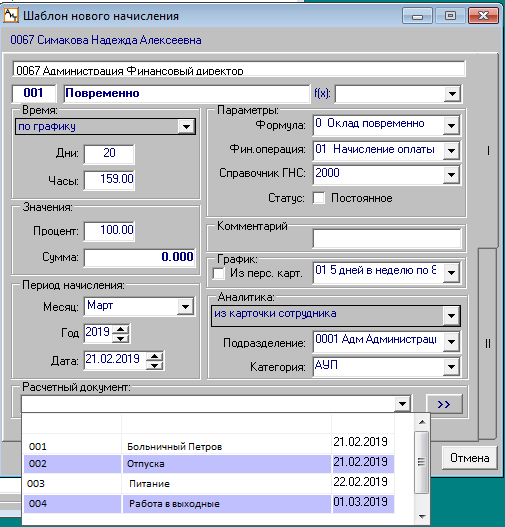 Шаблон нового начисления
0067 Симакова Надежда Алексеевна
0067 Администрация Финансовый директор
001 Повременно f(x):
Время:
по графику
Дни: 20
Часы: 159.00
Значения:
Процент: 100.00
Сумма: 0.000
Период начисления:
Месяц: Март
Год 2019
Дата: 21.02.2019
Параметры:
Формула: 0 Оклад повременно
Фин.операция: 01 Начисление оплаты
Справочник ГНС: 2000
Статус: Постоянное
Комментарий
График:
Из перс. карт. 01 5 дней в неделю по 8
Аналитика:
из карточки сотрудника
Подразделение: 0001 Адм Администраци
Категория: АУП
I
II
Расчетный документ:
>>
Отмена
001 Больничный Петров 21.02.2019
002 Отпуска 21.02.2019
003 Питание 22.02.2019
004 Работа в выходные 01.03.2019